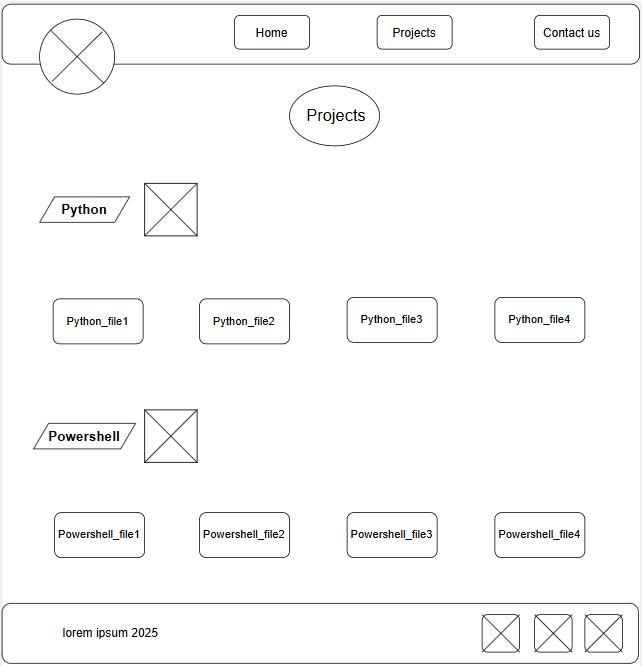 Home
Projects
Contact us
Projects
Python
Python_file1
Python_file2
Python_file3
Python_file4
Powershell
Powershell_file1
Powershell_file2
Powershell_file3
Powershell_file4
lorem ipsum 2025